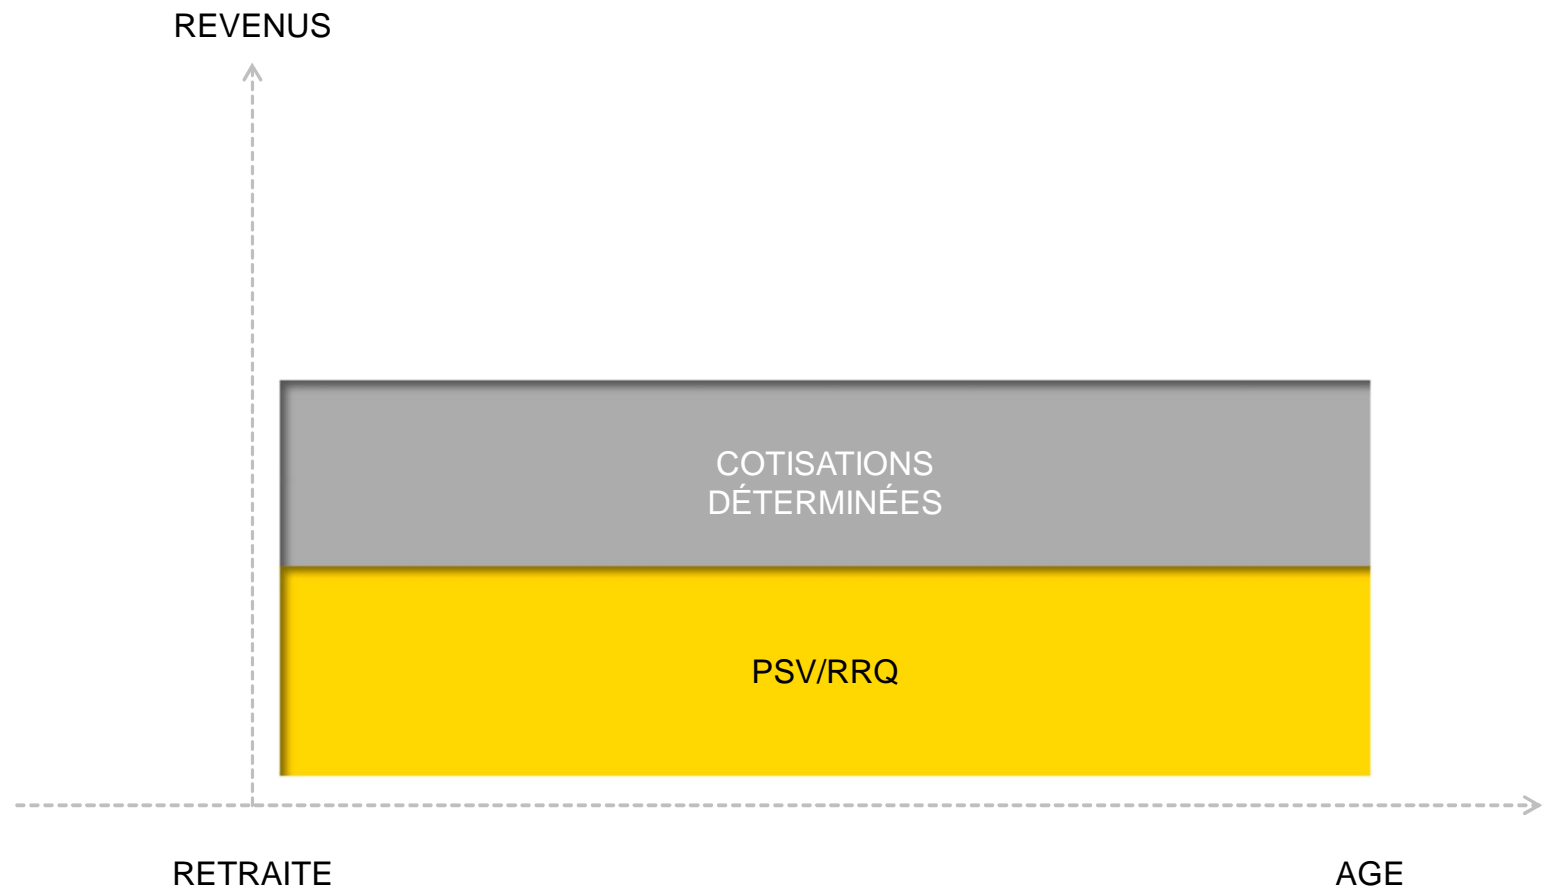 REVENUS
COTISATIONS
DÉTERMINÉES
PSV/RRQ
RETRAITE
AGE